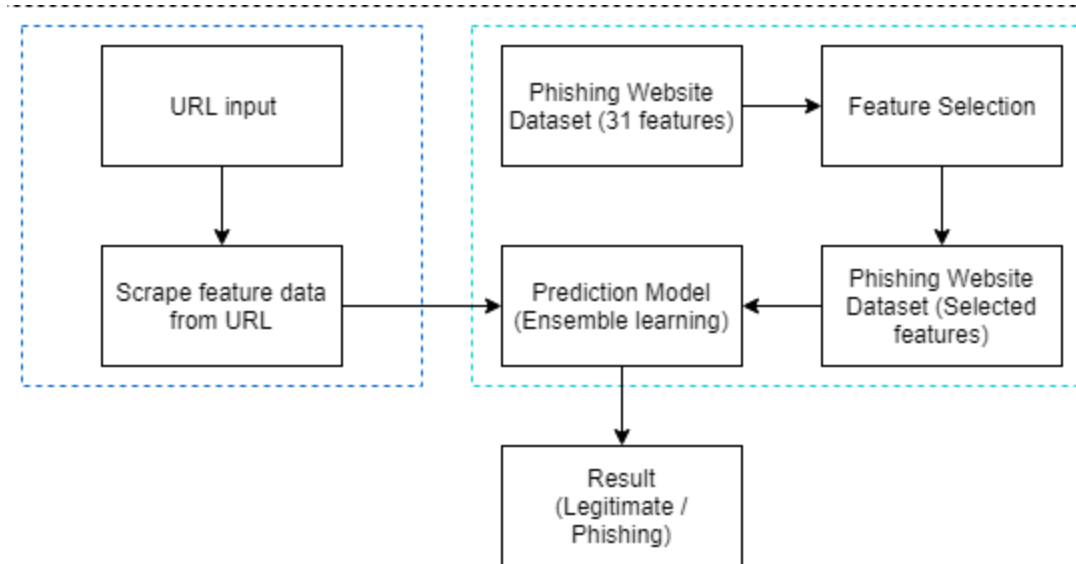 URL input
Phishing Website
Dataset (31 features)
Feature Selection
Scrape feature data
from URL
Prediction Model
(Ensemble learning)
Phishing Website
Dataset (Selected
features)
Result
(Legitimate /
Phishing)